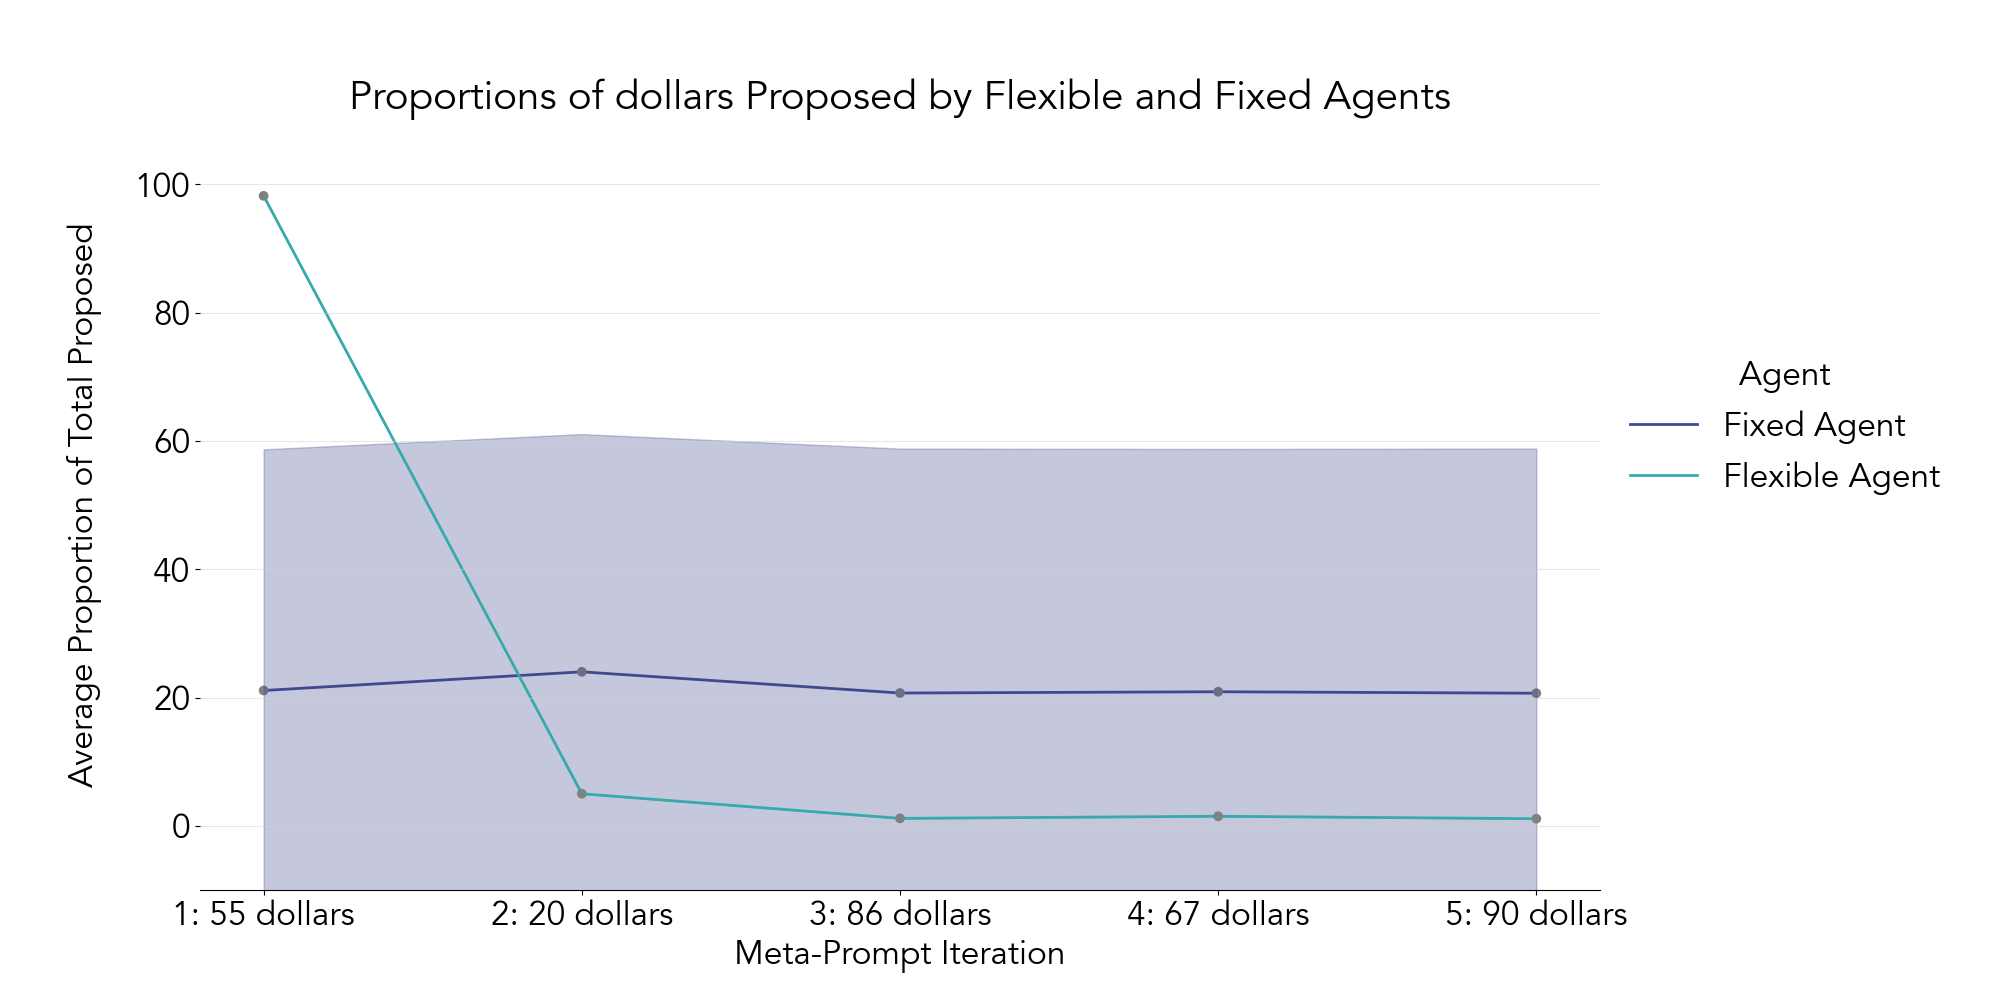 Proportions of dollars Proposed by Flexible and Fixed Agents
Average Proportion of Total Proposed
100
80
60
40
20
0
1: 55 dollars
2: 20 dollars
3: 86 dollars
4: 67 dollars
5: 90 dollars
Meta-Prompt Iteration
Agent
Fixed Agent
Flexible Agent